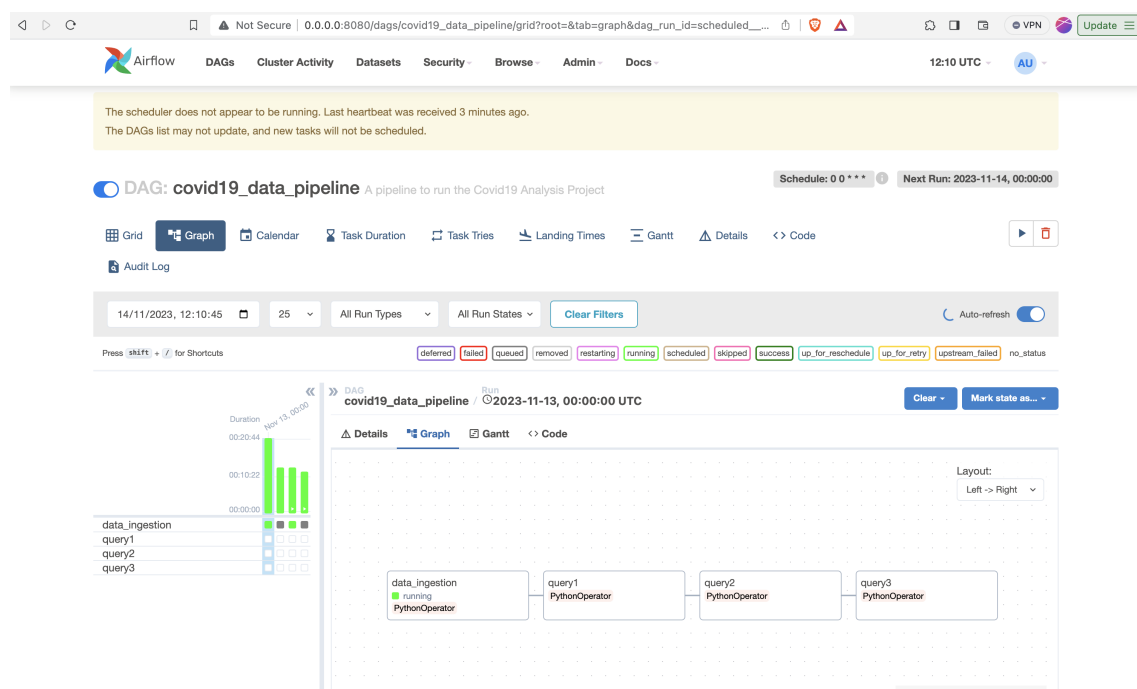 Not Secure | 0.0.0.0:8080/dags/covid19_data_pipeline/grid?root=&tab=graph&dag_run_id=scheduled__...
VPN
Update
Airflow DAGs Cluster Activity Datasets Security Browse Admin Docs 12:10 UTC AU
The scheduler does not appear to be running. Last heartbeat was received 3 minutes ago.
The DAGs list may not update, and new tasks will not be scheduled.
DAG: covid19_data_pipeline A pipeline to run the Covid19 Analysis Project
Schedule: 0 0 * * * i Next Run: 2023-11-14, 00:00:00
Grid Graph Calendar Task Duration Task Tries Landing Times Gantt Details <> Code
Audit Log
14/11/2023, 12:10:45 25 All Run Types All Run States Clear Filters Auto-refresh
Press shift + / for Shortcuts
deferred failed queued removed restarting running scheduled skipped success up_for_reschedule up_for_retry upstream_failed no_status
Duration
Nov 13, 00:00
00:20:44
00:10:22
00:00:00
data_ingestion
query1
query2
query3
DAG
covid19_data_pipeline /
Run
2023-11-13, 00:00:00 UTC
Clear Mark state as...
Details Graph Gantt <> Code
Layout:
Left -> Right
data_ingestion
running
PythonOperator
query1
PythonOperator
query2
PythonOperator
query3
PythonOperator